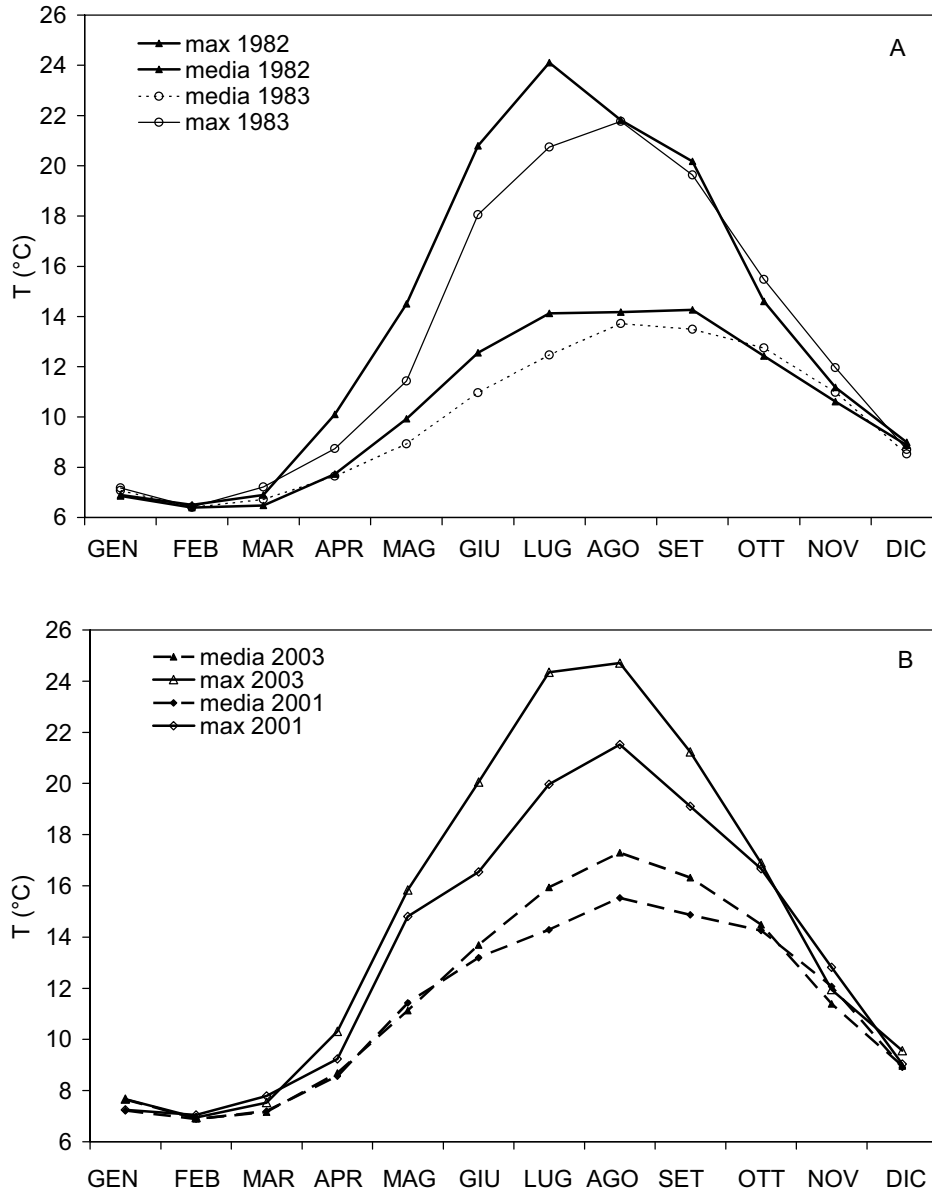 26
24
22
20
18
16
14
12
10
8
6
T (°C)
max 1982
media 1982
media 1983
max 1983
A
GEN FEB MAR APR MAG GIU LUG AGO SET OTT NOV DIC
26
24
22
20
18
16
14
12
10
8
6
T (°C)
media 2003
max 2003
media 2001
max 2001
B
GEN FEB MAR APR MAG GIU LUG AGO SET OTT NOV DIC